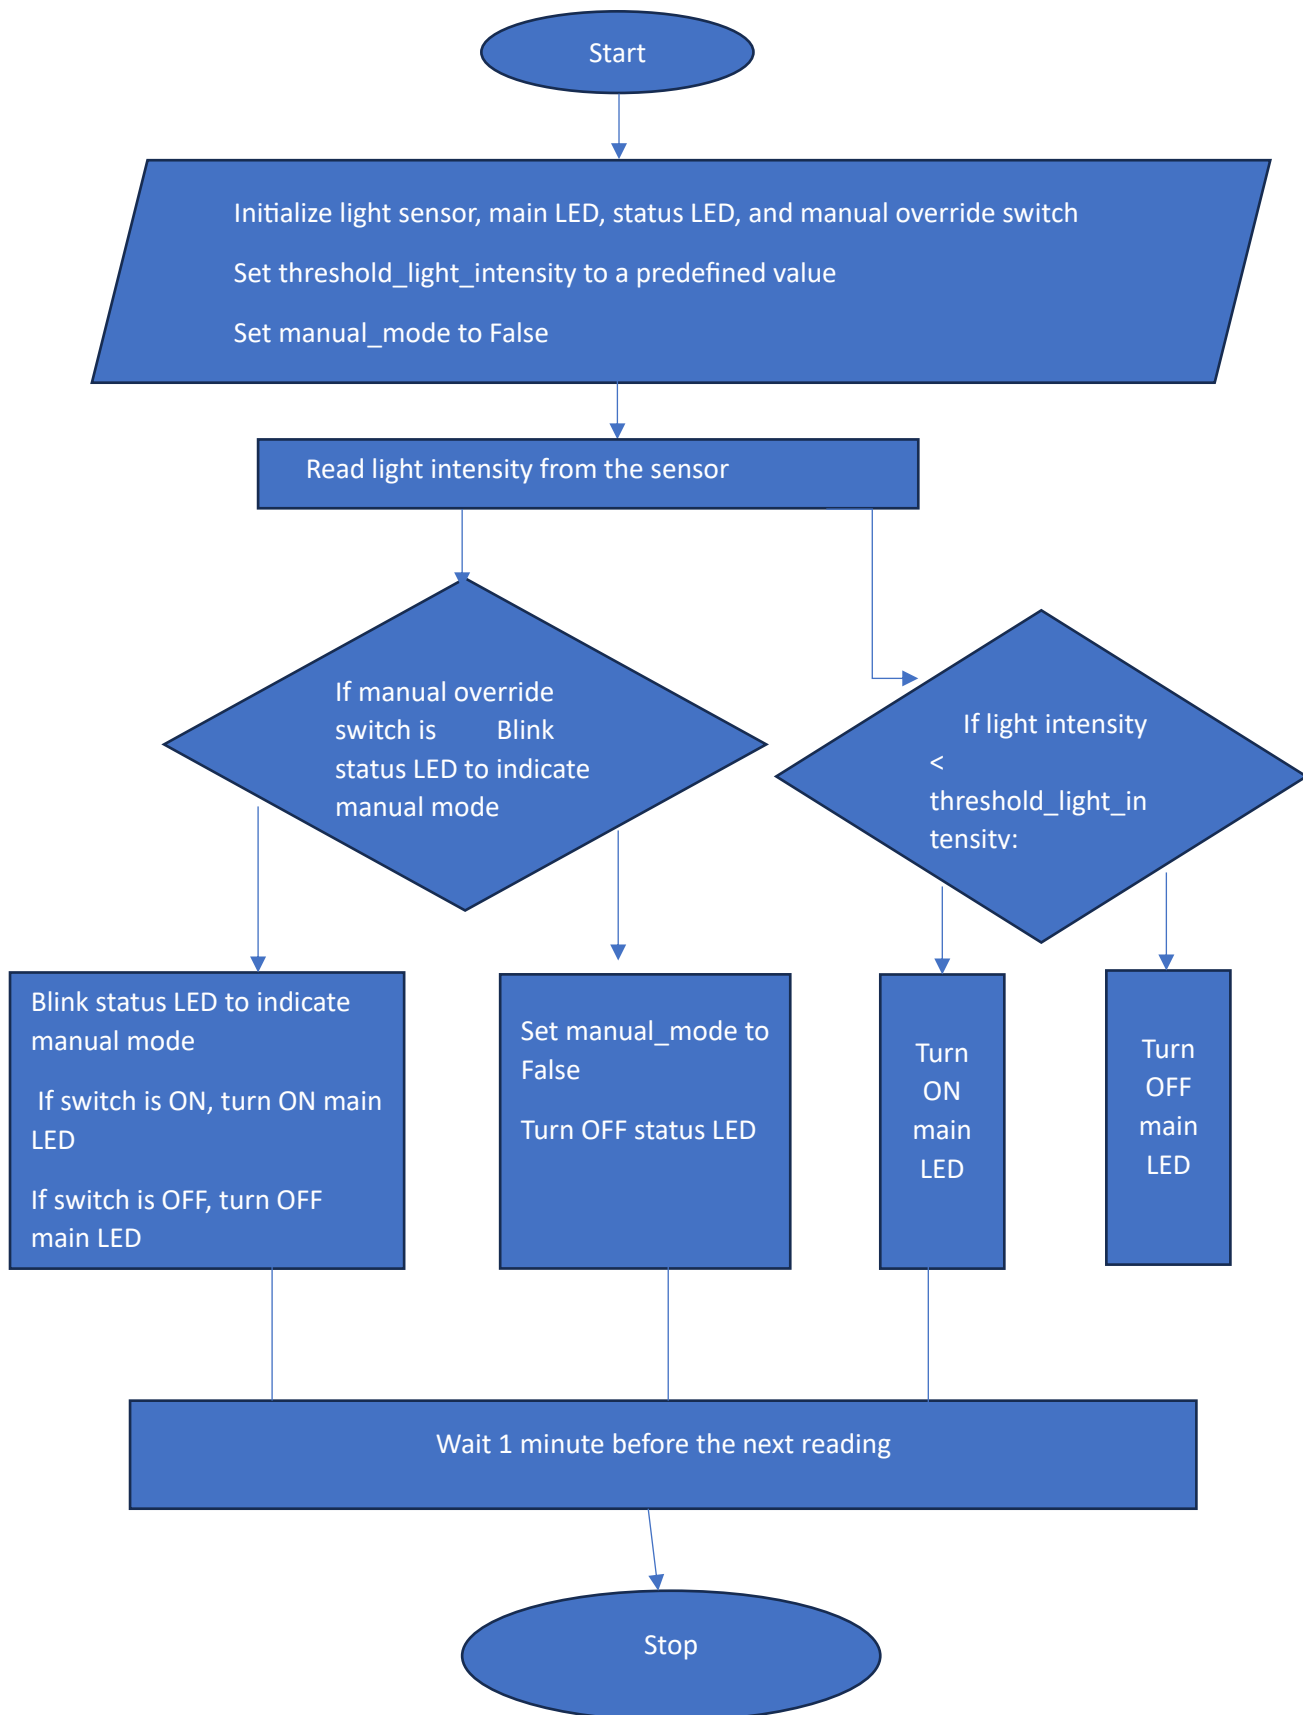 Start
Initialize light sensor, main LED, status LED, and manual override switch
Set threshold_light_intensity to a predefined value
Set manual_mode to False
Read light intensity from the sensor
If manual override
switch is Blink
status LED to indicate
manual mode
If light intensity
<
threshold_light_in
tensity:
Blink status LED to indicate
manual mode
If switch is ON, turn ON main
LED
If switch is OFF, turn OFF
main LED
Set manual_mode to
False
Turn OFF status LED
Turn
ON
main
LED
Turn
OFF
main
LED
Wait 1 minute before the next reading
Stop